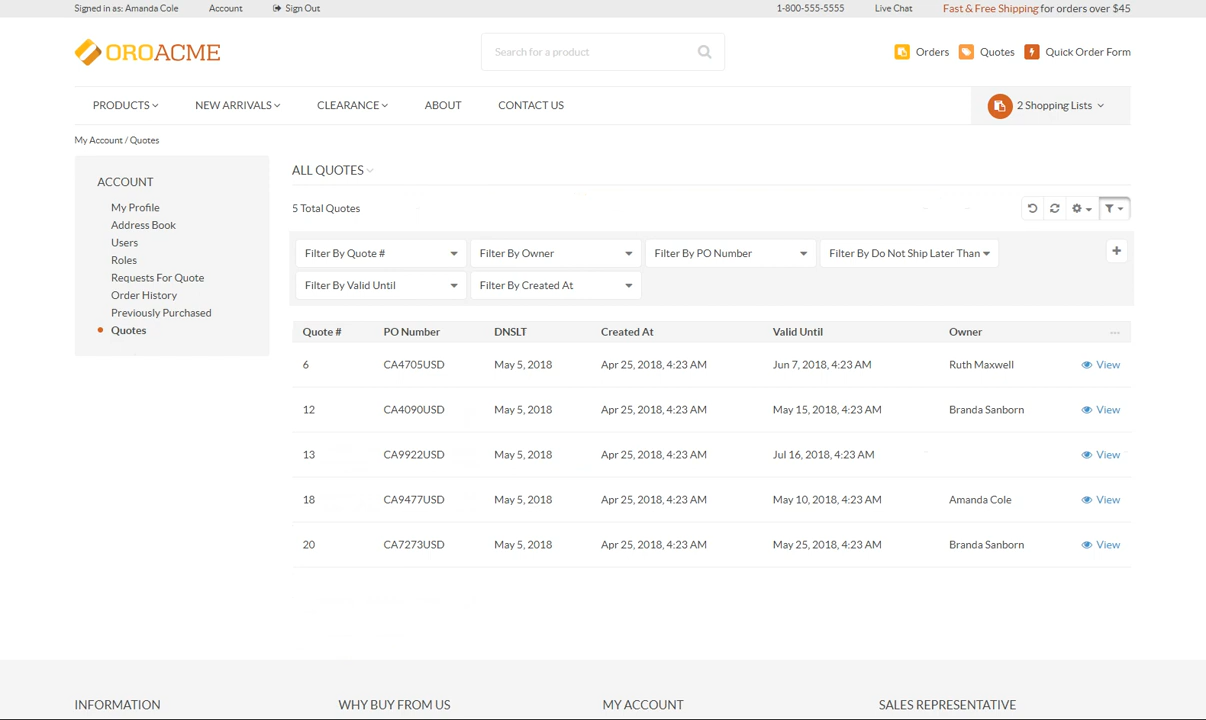 Signed in as: Amanda Cole Account Sign Out 1-800-555-5555 Live Chat Fast & Free Shipping for orders over $45
OROACME Search for a product Orders Quotes Quick Order Form
PRODUCTS NEW ARRIVALS CLEARANCE ABOUT CONTACT US 2 Shopping Lists
My Account / Quotes
ACCOUNT
My Profile
Address Book
Users
Roles
Requests For Quote
Order History
Previously Purchased
Quotes
ALL QUOTES
5 Total Quotes
Filter By Quote # Filter By Owner Filter By PO Number Filter By Do Not Ship Later Than +
Filter By Valid Until Filter By Created At
Quote # PO Number DNSLT Created At Valid Until Owner ...
6 CA4705USD May 5, 2018 Apr 25, 2018, 4:23 AM Jun 7, 2018, 4:23 AM Ruth Maxwell View
12 CA4090USD May 5, 2018 Apr 25, 2018, 4:23 AM May 15, 2018, 4:23 AM Branda Sanborn View
13 CA9922USD May 5, 2018 Apr 25, 2018, 4:23 AM Jul 16, 2018, 4:23 AM View
18 CA9477USD May 5, 2018 Apr 25, 2018, 4:23 AM May 10, 2018, 4:23 AM Amanda Cole View
20 CA7273USD May 5, 2018 Apr 25, 2018, 4:23 AM May 25, 2018, 4:23 AM Branda Sanborn View
INFORMATION WHY BUY FROM US MY ACCOUNT SALES REPRESENTATIVE